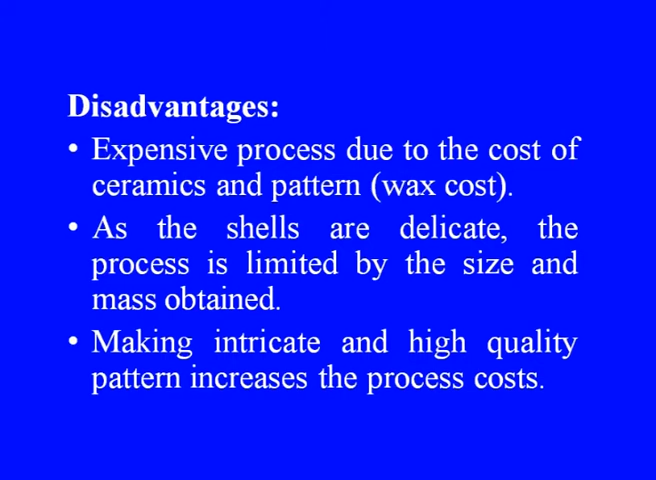 Disadvantages:
• Expensive process due to the cost of
ceramics and pattern (wax cost).
• As the shells are delicate, the
process is limited by the size and
mass obtained.
• Making intricate and high quality
pattern increases the process costs.